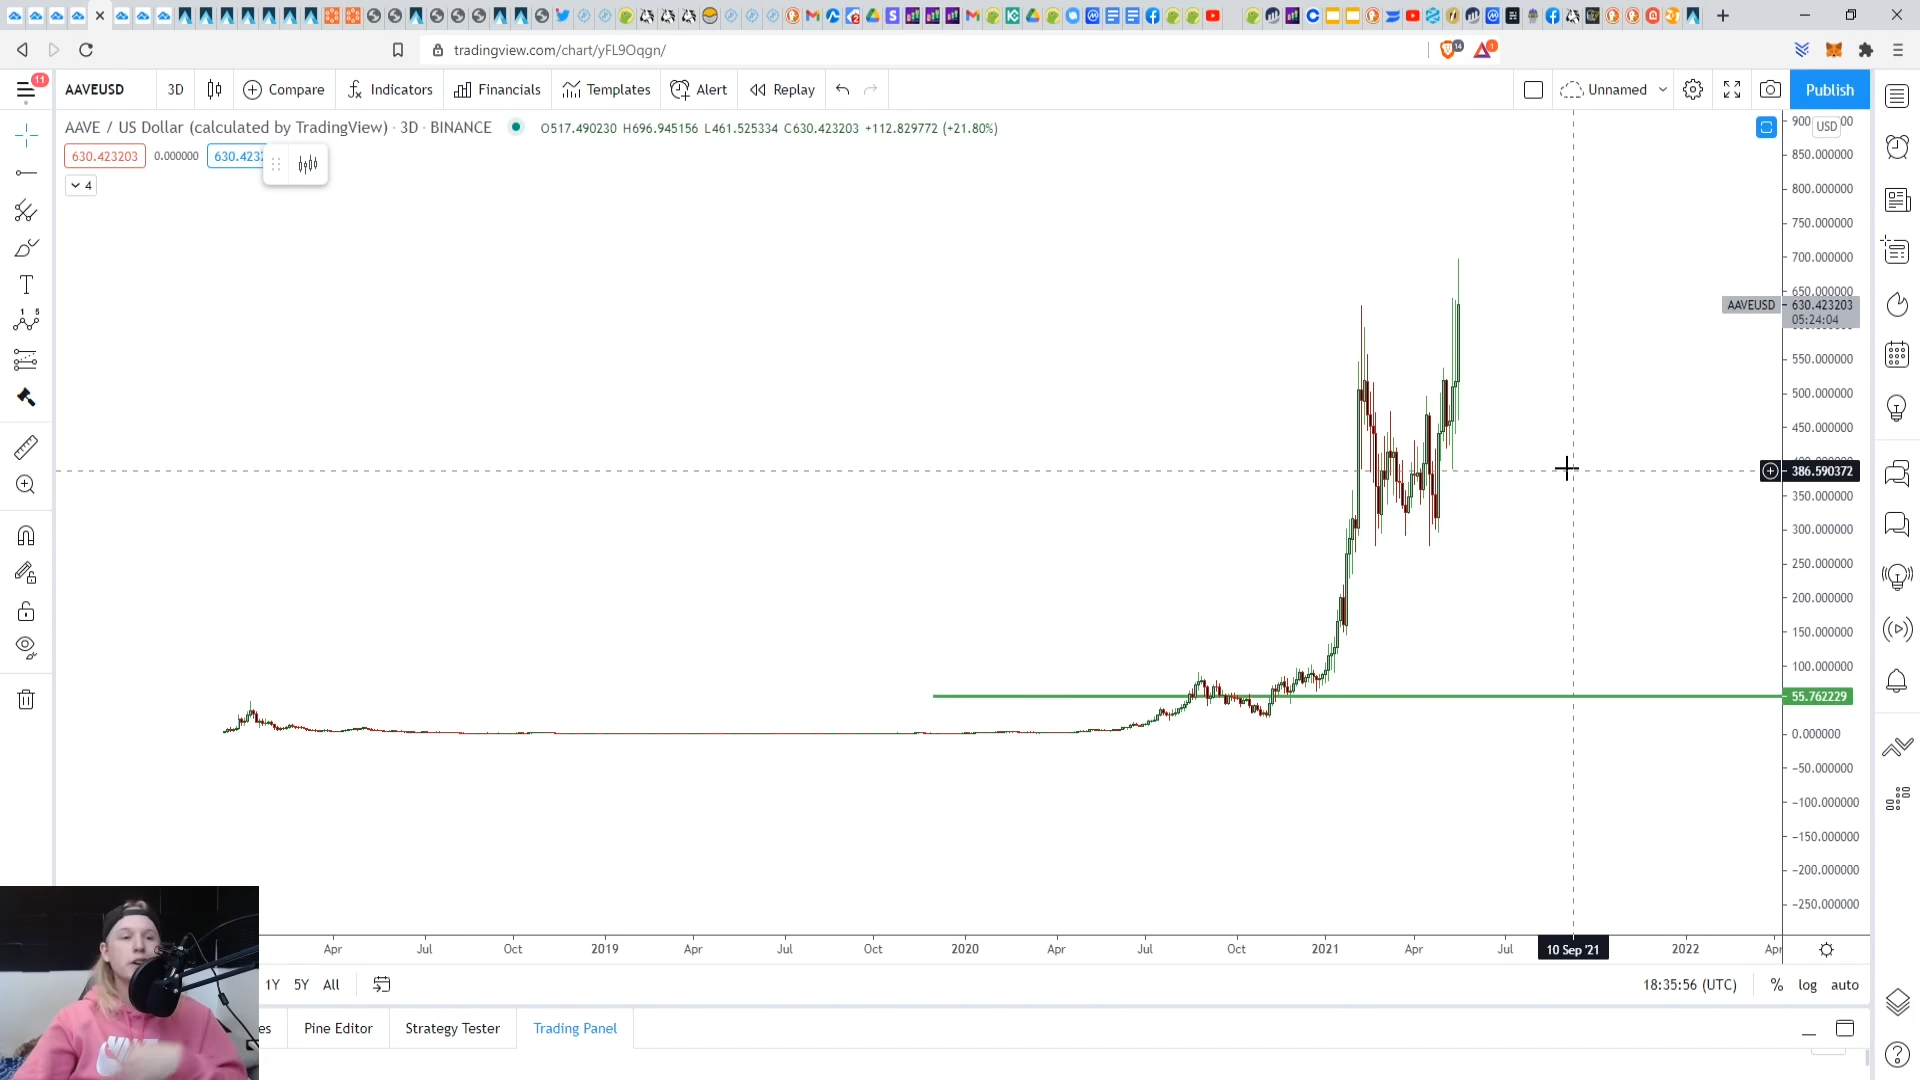 tradingview.com/chart/yFL9Oqgn/
14
1
11
AAVEUSD
3D
Compare
Indicators
Financials
Templates
Alert
Replay
Unnamed
Publish
AAVE / US Dollar (calculated by TradingView) · 3D · BINANCE
O517.490230 H696.945156 L461.525334 C630.423203 +112.829772 (+21.80%)
630.423203
0.000000
630.4232
4
USD
850.000000
800.000000
750.000000
700.000000
650.000000
AAVEUSD
630.423203
05:24:04
550.000000
500.000000
450.000000
386.590372
350.000000
300.000000
250.000000
200.000000
150.000000
100.000000
55.762229
0.000000
-50.000000
-100.000000
-150.000000
-200.000000
-250.000000
Apr
Jul
Oct
2019
Apr
Jul
Oct
2020
Apr
Jul
Oct
2021
Apr
Jul
10 Sep '21
2022
1Y
5Y
All
18:35:56 (UTC)
%
log
auto
Pine Editor
Strategy Tester
Trading Panel